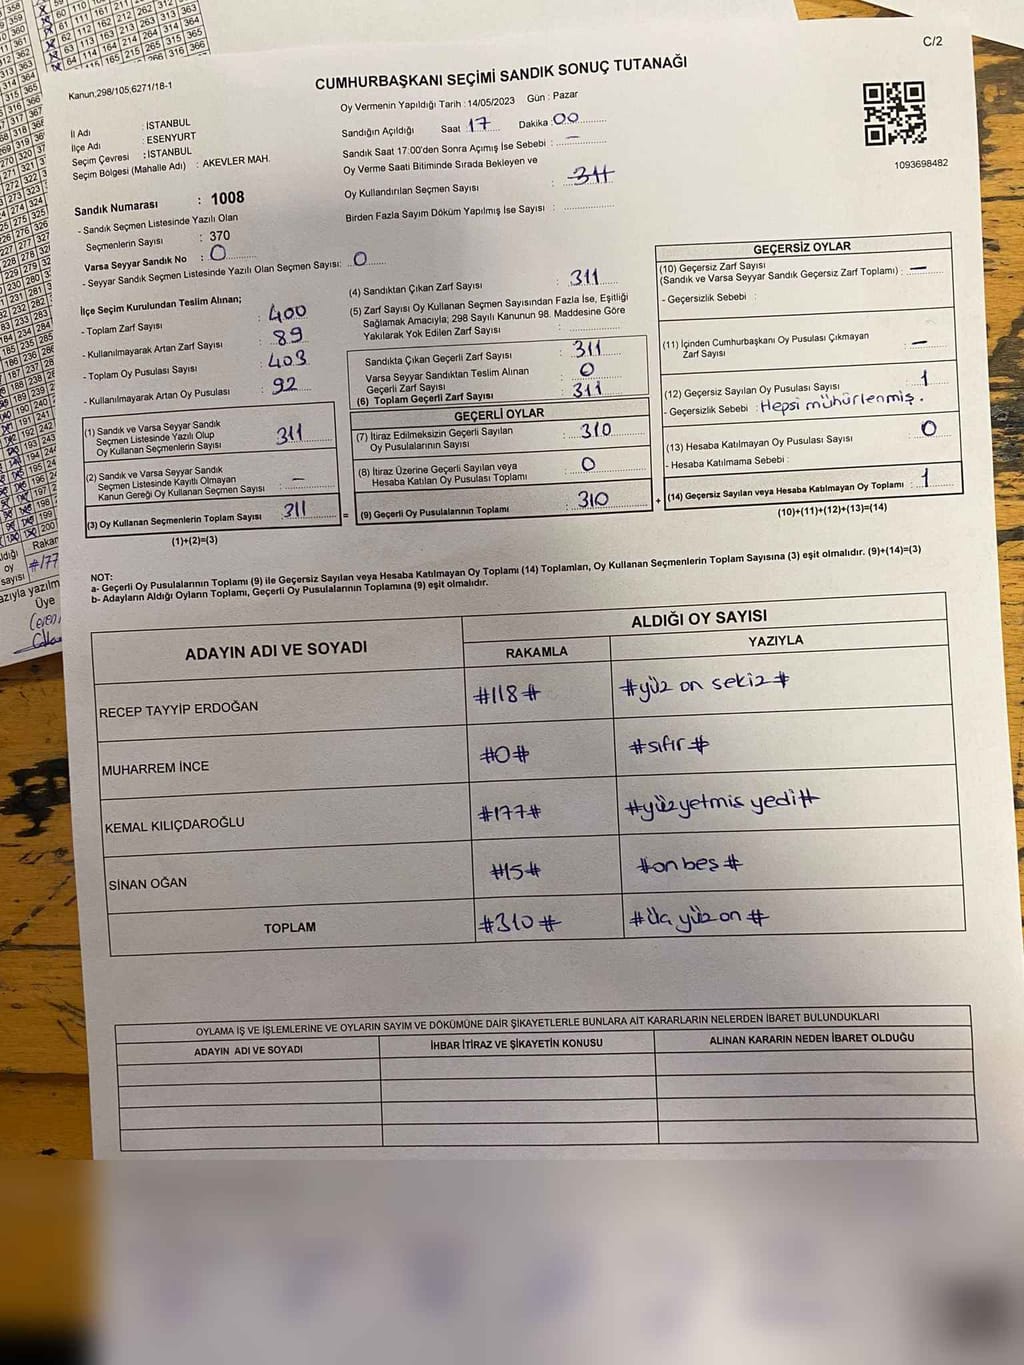 C/2
Kanun,298/105,6271/18-1
CUMHURBAŞKANI SEÇİMİ SANDIK SONUÇ TUTANAĞI
Oy Vermenin Yapıldığı Tarih : 14/05/2023 Gün : Pazar
İl Adı : İSTANBUL
İlçe Adı : ESENYURT
Seçim Çevresi : İSTANBUL
Seçim Bölgesi (Mahalle Adı) : AKEVLER MAH.
Sandığın Açıldığı Saat : 17 Dakika : 00
Sandık Saat 17:00'den Sonra Açımış İse Sebebi : —
Oy Verme Saati Bitiminde Sırada Bekleyen ve
Oy Kullandırılan Seçmen Sayısı : 311
Birden Fazla Sayım Döküm Yapılmış İse Sayısı :
1093698482
Sandık Numarası : 1008
- Sandık Seçmen Listesinde Yazılı Olan
Seçmenlerin Sayısı : 370
Varsa Seyyar Sandık No : 0
- Seyyar Sandık Seçmen Listesinde Yazılı Olan Seçmen Sayısı: 0
İlçe Seçim Kurulundan Teslim Alınan;
- Toplam Zarf Sayısı : 400
- Kullanılmayarak Artan Zarf Sayısı : 89
- Toplam Oy Pusulası Sayısı : 403
- Kullanılmayarak Artan Oy Pusulası : 92
(1) Sandık ve Varsa Seyyar Sandık
Seçmen Listesinde Yazılı Olup
Oy Kullanan Seçmenlerin Sayısı : 311
(2) Sandık ve Varsa Seyyar Sandık
Seçmen Listesinde Kayıtlı Olmayan
Kanun Gereği Oy Kullanan Seçmen Sayısı : —
(3) Oy Kullanan Seçmenlerin Toplam Sayısı : 311
(1)+(2)=(3)
(4) Sandıktan Çıkan Zarf Sayısı : 311
(5) Zarf Sayısı Oy Kullanan Seçmen Sayısından Fazla İse, Eşitliği
Sağlamak Amacıyla; 298 Sayılı Kanunun 98. Maddesine Göre
Yakılarak Yok Edilen Zarf Sayısı :
Sandıkta Çıkan Geçerli Zarf Sayısı : 311
Varsa Seyyar Sandıktan Teslim Alınan
Geçerli Zarf Sayısı : 0
(6) Toplam Geçerli Zarf Sayısı : 311
GEÇERLİ OYLAR
(7) İtiraz Edilmeksizin Geçerli Sayılan
Oy Pusulalarının Sayısı : 310
(8) İtiraz Üzerine Geçerli Sayılan veya
Hesaba Katılan Oy Pusulası Toplamı : 0
= (9) Geçerli Oy Pusulalarının Toplamı : 310 +
GEÇERSİZ OYLAR
(10) Geçersiz Zarf Sayısı
(Sandık ve Varsa Seyyar Sandık Geçersiz Zarf Toplamı) : —
- Geçersizlik Sebebi :
(11) İçinden Cumhurbaşkanı Oy Pusulası Çıkmayan
Zarf Sayısı : —
(12) Geçersiz Sayılan Oy Pusulası Sayısı : 1
- Geçersizlik Sebebi : Hepsi mühürlenmiş.
(13) Hesaba Katılmayan Oy Pusulası Sayısı : 0
- Hesaba Katılmama Sebebi :
(14) Geçersiz Sayılan veya Hesaba Katılmayan Oy Toplamı : 1
(10)+(11)+(12)+(13)=(14)
NOT:
a- Geçerli Oy Pusulalarının Toplamı (9) ile Geçersiz Sayılan veya Hesaba Katılmayan Oy Toplamı (14) Toplamları, Oy Kullanan Seçmenlerin Toplam Sayısına (3) eşit olmalıdır. (9)+(14)=(3)
b- Adayların Aldığı Oyların Toplamı, Geçerli Oy Pusulalarının Toplamına (9) eşit olmalıdır.
ADAYIN ADI VE SOYADI
ALDIĞI OY SAYISI
RAKAMLA YAZIYLA
RECEP TAYYİP ERDOĞAN #118# #yüz on sekiz#
MUHARREM İNCE #0# #sıfır#
KEMAL KILIÇDAROĞLU #177# #yüzyetmis yedi#
SİNAN OĞAN #15# #on beş#
TOPLAM #310# #üç yüz on#
OYLAMA İŞ VE İŞLEMLERİNE VE OYLARIN SAYIM VE DÖKÜMÜNE DAİR ŞİKAYETLERLE BUNLARA AİT KARARLARIN NELERDEN İBARET BULUNDUKLARI
ADAYIN ADI VE SOYADI İHBAR İTİRAZ VE ŞİKAYETİN KONUSU ALINAN KARARIN NEDEN İBARET OLDUĞU